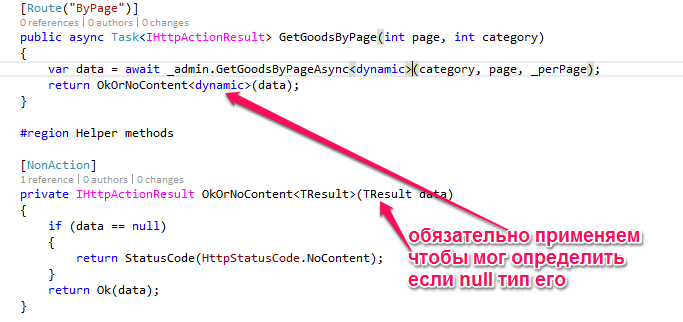 [Route("ByPage")]
0 references | 0 authors | 0 changes
public async Task<IHttpActionResult> GetGoodsByPage(int page, int category)
{
var data = await _admin.GetGoodsByPageAsync<dynamic>(category, page, _perPage);
return OkOrNoContent<dynamic>(data);
}
#region Helper methods
[NonAction]
1 reference | 0 authors | 0 changes
private IHttpActionResult OkOrNoContent<TResult>(TResult data)
{
if (data == null)
{
return StatusCode(HttpStatusCode.NoContent);
}
return Ok(data);
}
обязательно применяем
чтобы мог определить
если null тип его